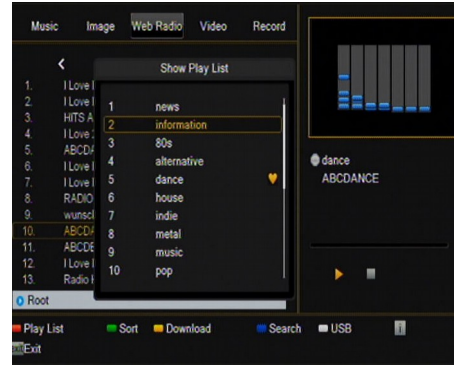 Music Image Web Radio Video Record
Show Play List
1. I Love
2. I Love
3. HITS A
4. I Love
5. ABCD
6. I Love
7. I Love
8. RADIO
9. wunscl
10. ABCD
11. ABCDE
12. I Love
13. Radio
1 news
2 information
3 80s
4 alternative
5 dance
6 house
7 indie
8 metal
9 music
10 pop
dance
ABCDANCE
Root
Play List Sort Download Search USB i
Exit